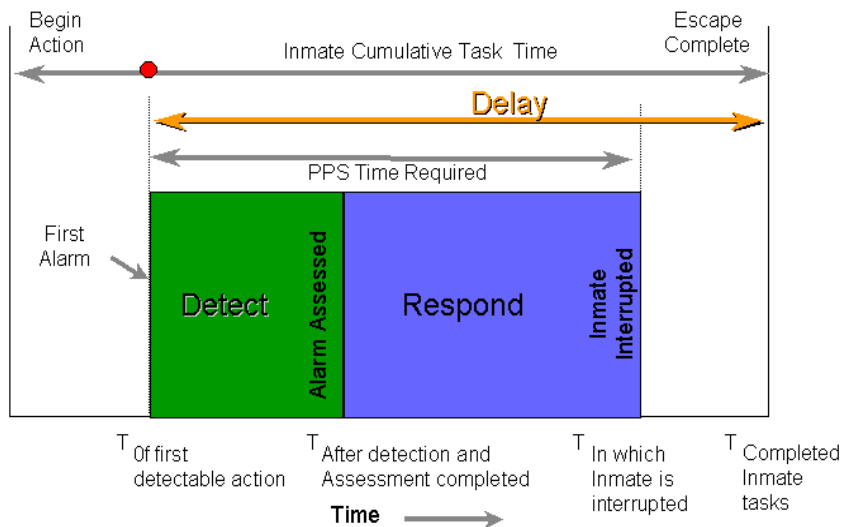 Begin
Action
Escape
Complete
Inmate Cumulative Task Time
Delay
PPS Time Required
First
Alarm
Detect
Alarm Assessed
Respond
Inmate
Interrupted
T 0f first
detectable action
T After detection and
Assessment completed
T In which
Inmate is
interrupted
T Completed
Inmate
tasks
Time